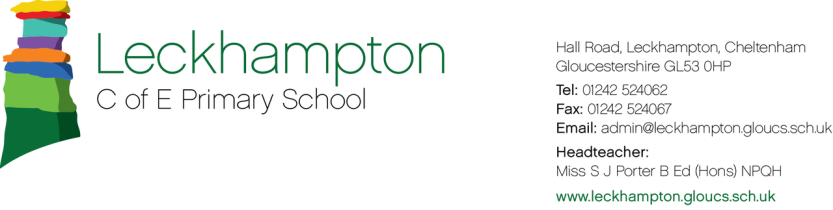 Leckhampton
C of E Primary School
Hall Road, Leckhampton, Cheltenham
Gloucestershire GL53 0HP
Tel: 01242 524062
Fax: 01242 524067
Email: admin@leckhampton.gloucs.sch.uk
Headteacher:
Miss S J Porter B Ed (Hons) NPQH
www.leckhampton.gloucs.sch.uk